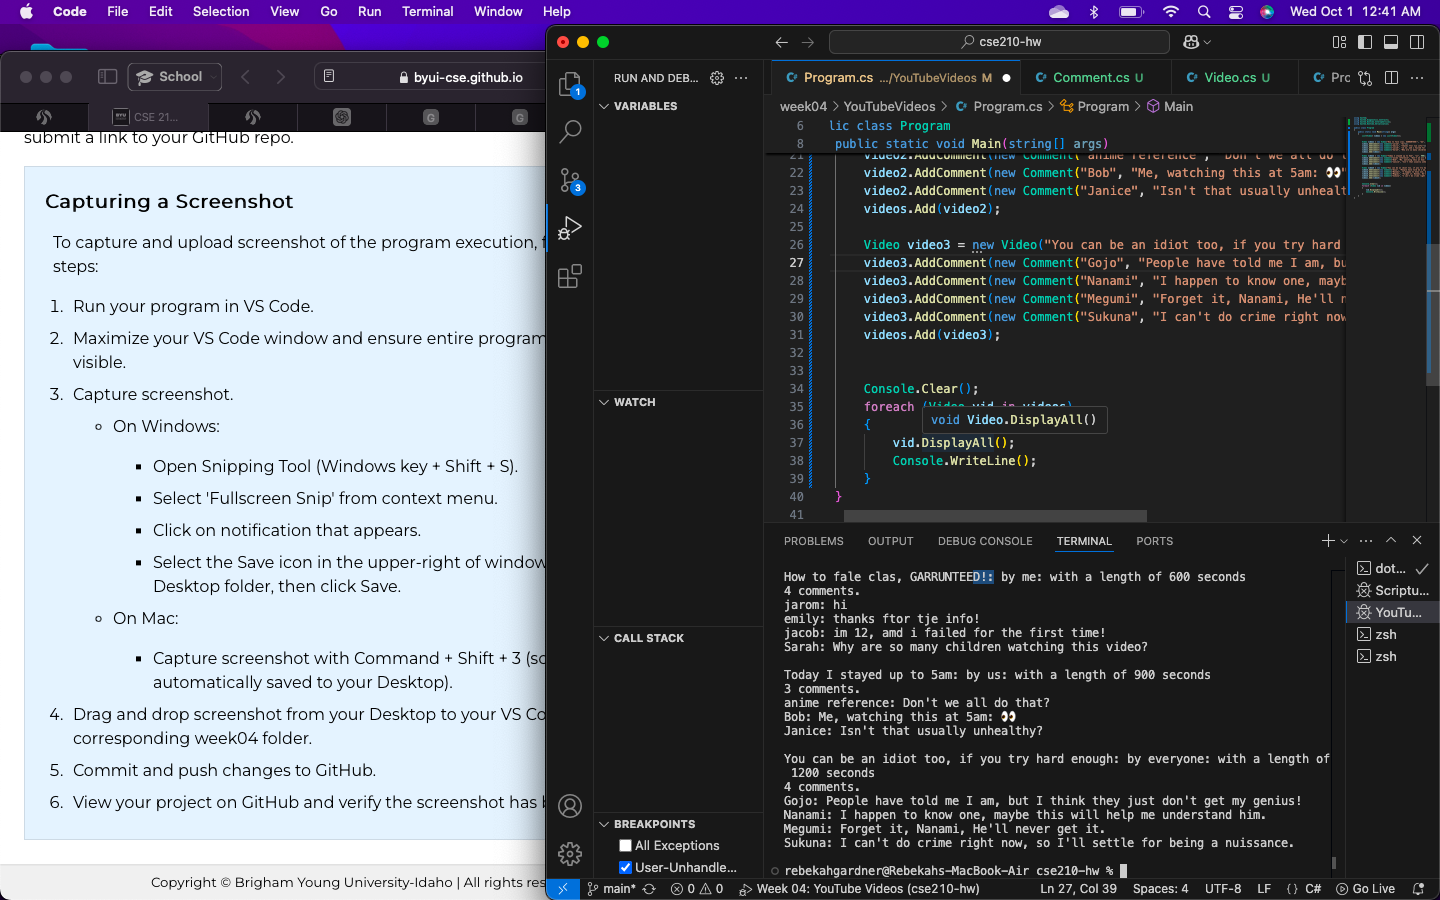 Code File Edit Selection View Go Run Terminal Window Help Wed Oct 1 12:41 AM
School byui-cse.github.io
CSE 21...
submit a link to your GitHub repo.
Capturing a Screenshot
To capture and upload screenshot of the program execution,
steps:
1. Run your program in VS Code.
2. Maximize your VS Code window and ensure entire program
visible.
3. Capture screenshot.
On Windows:
Open Snipping Tool (Windows key + Shift + S).
Select 'Fullscreen Snip' from context menu.
Click on notification that appears.
Select the Save icon in the upper-right of window
Desktop folder, then click Save.
On Mac:
Capture screenshot with Command + Shift + 3 (sc
automatically saved to your Desktop).
4. Drag and drop screenshot from your Desktop to your VS Co
corresponding week04 folder.
5. Commit and push changes to GitHub.
6. View your project on GitHub and verify the screenshot has
Copyright © Brigham Young University-Idaho | All rights res
cse210-hw
RUN AND DEB...
VARIABLES
WATCH
CALL STACK
BREAKPOINTS
All Exceptions
User-Unhandle...
1
3
Program.cs .../YouTubeVideos M Comment.cs U Video.cs U Prc
week04 > YouTubeVideos > Program.cs > Program > Main
6 lic class Program
8 public static void Main(string[] args)
21 video2.AddComment(new Comment("anime reference", "Don't we all do t
22 video2.AddComment(new Comment("Bob", "Me, watching this at 5am: 👀"
23 video2.AddComment(new Comment("Janice", "Isn't that usually unhealt
24 videos.Add(video2);
25
26 Video video3 = new Video("You can be an idiot too, if you try hard
27 video3.AddComment(new Comment("Gojo", "People have told me I am, bu
28 video3.AddComment(new Comment("Nanami", "I happen to know one, mayb
29 video3.AddComment(new Comment("Megumi", "Forget it, Nanami, He'll n
30 video3.AddComment(new Comment("Sukuna", "I can't do crime right now
31 videos.Add(video3);
32
33
34 Console.Clear();
35 foreach (Video vid in videos)
void Video.DisplayAll()
36 {
37 vid.DisplayAll();
38 Console.WriteLine();
39 }
40 }
41
PROBLEMS OUTPUT DEBUG CONSOLE TERMINAL PORTS
How to fale clas, GARRUNTEED!: by me: with a length of 600 seconds
4 comments.
jarom: hi
emily: thanks ftor tje info!
jacob: im 12, amd i failed for the first time!
Sarah: Why are so many children watching this video?
Today I stayed up to 5am: by us: with a length of 900 seconds
3 comments.
anime reference: Don't we all do that?
Bob: Me, watching this at 5am: 👀
Janice: Isn't that usually unhealthy?
You can be an idiot too, if you try hard enough: by everyone: with a length of
1200 seconds
4 comments.
Gojo: People have told me I am, but I think they just don't get my genius!
Nanami: I happen to know one, maybe this will help me understand him.
Megumi: Forget it, Nanami, He'll never get it.
Sukuna: I can't do crime right now, so I'll settle for being a nuissance.
rebekahgardner@Rebekahs-MacBook-Air cse210-hw %
dot...
Scriptu...
YouTu...
zsh
zsh
main* 0 0 Week 04: YouTube Videos (cse210-hw) Ln 27, Col 39 Spaces: 4 UTF-8 LF {} C# Go Live